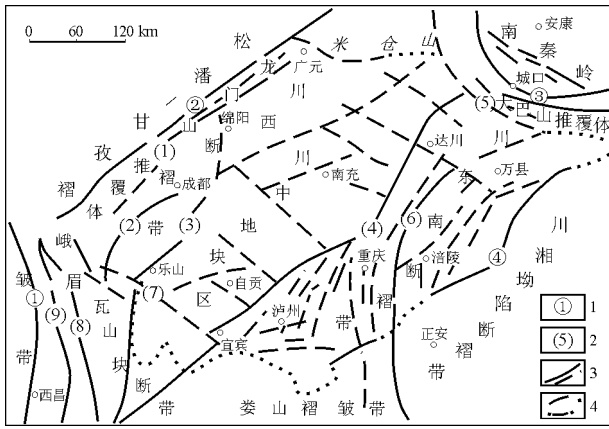 0 60 120 km
松潘甘孜褶皱带
龙门山推覆体
米仓山
南秦岭
大巴山推覆体
川西断褶带
川中地块区
川东南断褶带
川湘坳陷断褶带
峨眉瓦山块断带
娄山褶皱带
安康
城口
广元
绵阳
成都
达川
万县
南充
乐山
自贡
重庆
涪陵
泸州
宜宾
正安
西昌
①
②
③
④
(1)
(2)
(3)
(4)
(5)
(6)
(7)
(8)
(9)
① 1
(5) 2
3
4